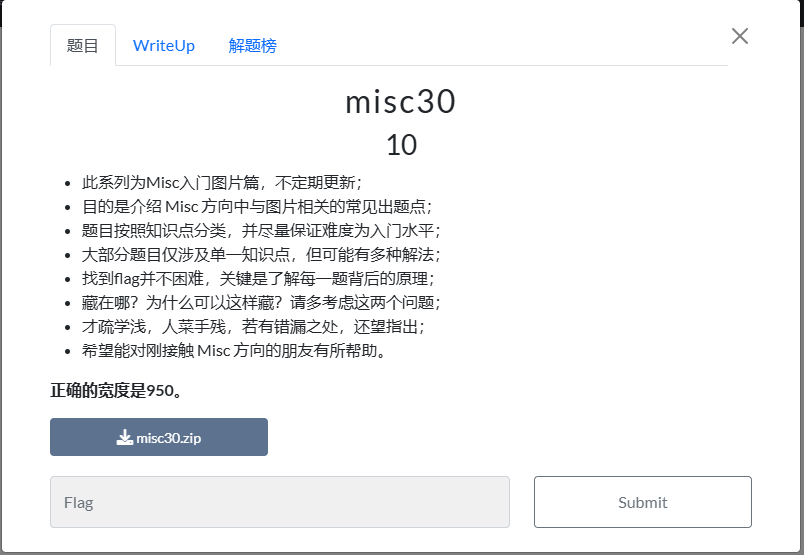 题目 WriteUp 解题榜
misc30
10
此系列为Misc入门图片篇，不定期更新；
目的是介绍 Misc 方向中与图片相关的常见出题点；
题目按照知识点分类，并尽量保证难度为入门水平；
大部分题目仅涉及单一知识点，但可能有多种解法；
找到flag并不困难，关键是了解每一题背后的原理；
藏在哪？为什么可以这样藏？请多考虑这两个问题；
才疏学浅，人菜手残，若有错漏之处，还望指出；
希望能对刚接触 Misc 方向的朋友有所帮助。
正确的宽度是950。
misc30.zip
Flag Submit